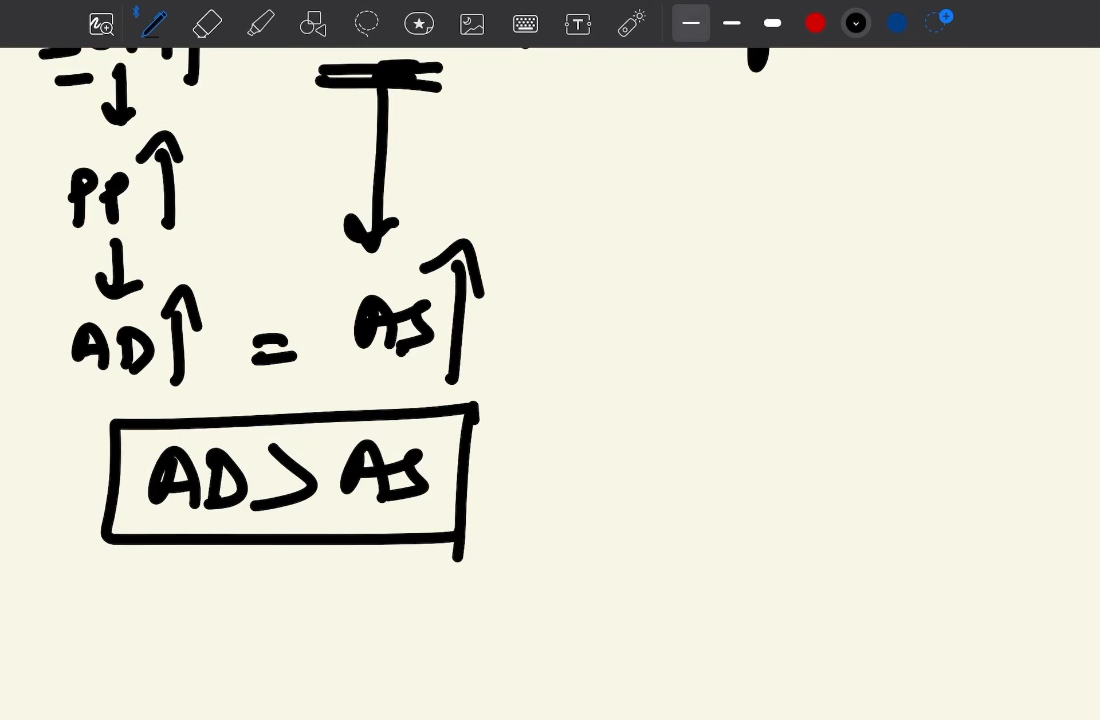 PP ↑
AD ↑ = AS ↑
AD > AS